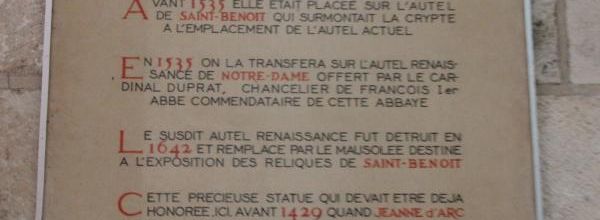 AVANT 1535 ELLE ETAIT PLACEE SUR L'AUTEL
DE SAINT-BENOIT QUI SURMONTAIT LA CRYPTE
A L'EMPLACEMENT DE L'AUTEL ACTUEL
EN 1535 ON LA TRANSFERA SUR L'AUTEL RENAIS-
SANCE DE NOTRE-DAME OFFERT PAR LE CAR-
DINAL DUPRAT, CHANCELIER DE FRANCOIS 1er
ABBE COMMENDATAIRE DE CETTE ABBAYE
LE SUSDIT AUTEL RENAISSANCE FUT DETRUIT EN
1642 ET REMPLACE PAR LE MAUSOLEE DESTINE
A L'EXPOSITION DES RELIQUES DE SAINT-BENOIT
CETTE PRECIEUSE STATUE QUI DEVAIT ETRE DEJA
HONOREE, ICI, AVANT 1429 QUAND JEANNE d'ARC